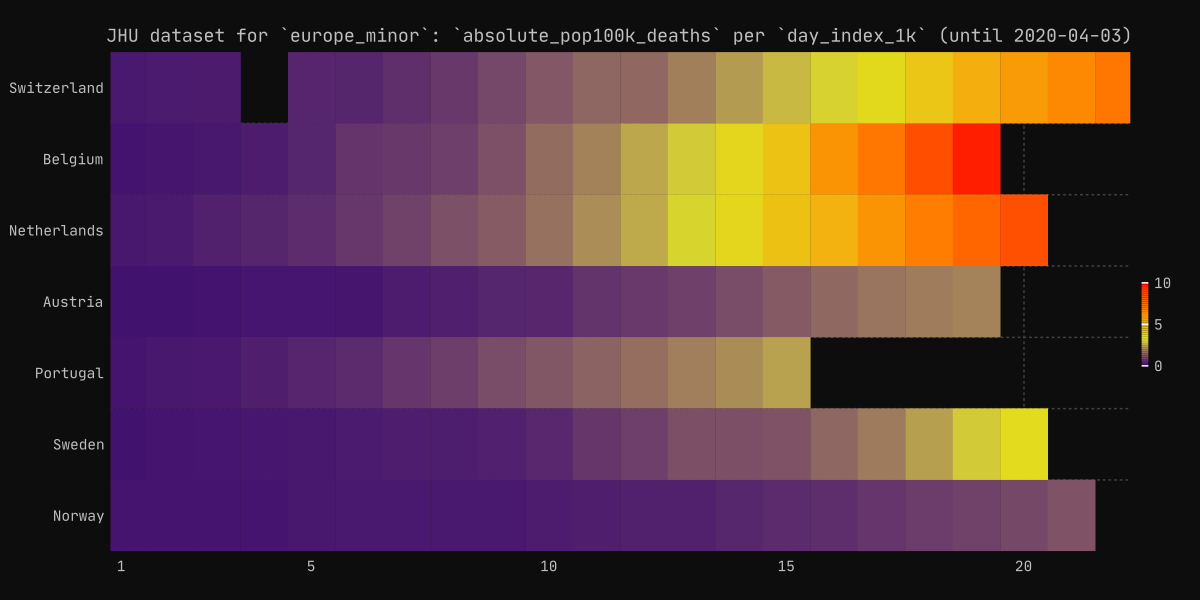 JHU dataset for `europe_minor`: `absolute_pop100k_deaths` per `day_index_1k` (until 2020-04-03)
Switzerland
Belgium
Netherlands
Austria
Portugal
Sweden
Norway
1 5 10 15 20
10
5
0